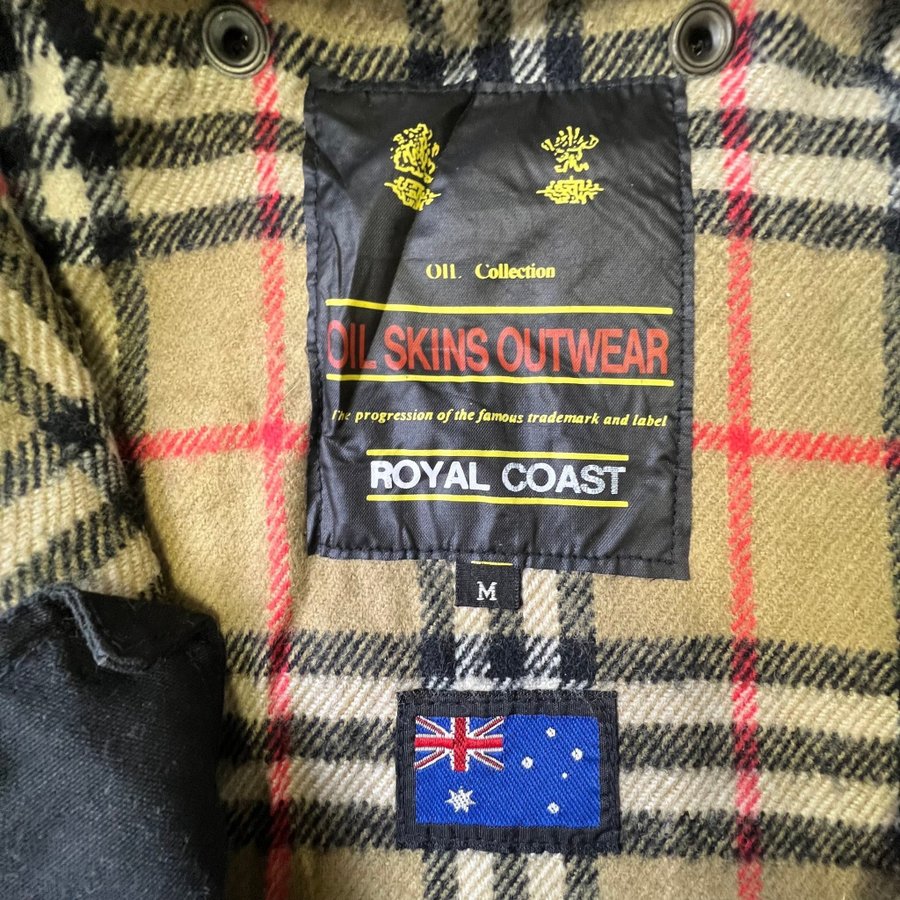 OIL Collection
OIL SKINS OUTWEAR
The progression of the famous trademark and label
ROYAL COAST
M